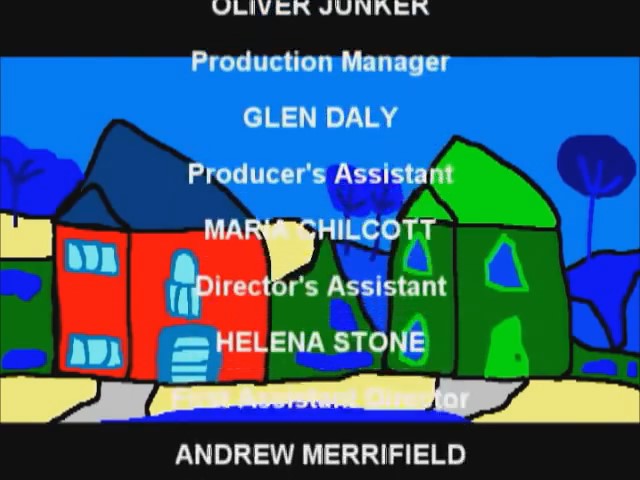 OLIVER JUNKER
Production Manager
GLEN DALY
Producer's Assistant
MARIA CHILCOTT
Director's Assistant
HELENA STONE
First Assistant Director
ANDREW MERRIFIELD